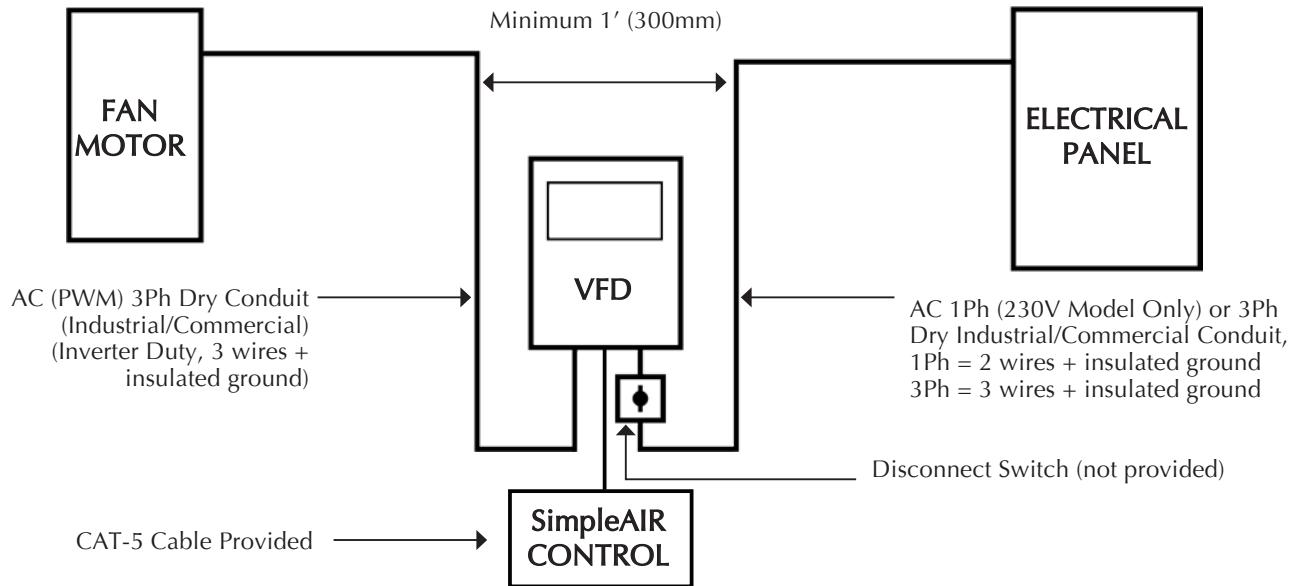 Minimum 1’ (300mm)
FAN
MOTOR
ELECTRICAL
PANEL
VFD
AC (PWM) 3Ph Dry Conduit
(Industrial/Commercial)
(Inverter Duty, 3 wires +
insulated ground)
AC 1Ph (230V Model Only) or 3Ph
Dry Industrial/Commercial Conduit,
1Ph = 2 wires + insulated ground
3Ph = 3 wires + insulated ground
Disconnect Switch (not provided)
SimpleAIR
CONTROL
CAT-5 Cable Provided